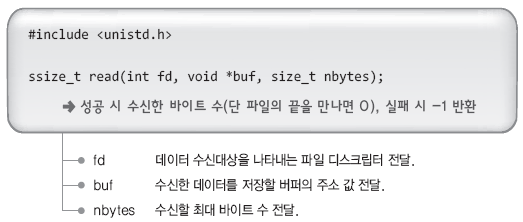 #include <unistd.h>
ssize_t read(int fd, void *buf, size_t nbytes);
➔ 성공 시 수신한 바이트 수(단 파일의 끝을 만나면 0), 실패 시 -1 반환
fd 데이터 수신대상을 나타내는 파일 디스크립터 전달.
buf 수신한 데이터를 저장할 버퍼의 주소 값 전달.
nbytes 수신할 최대 바이트 수 전달.